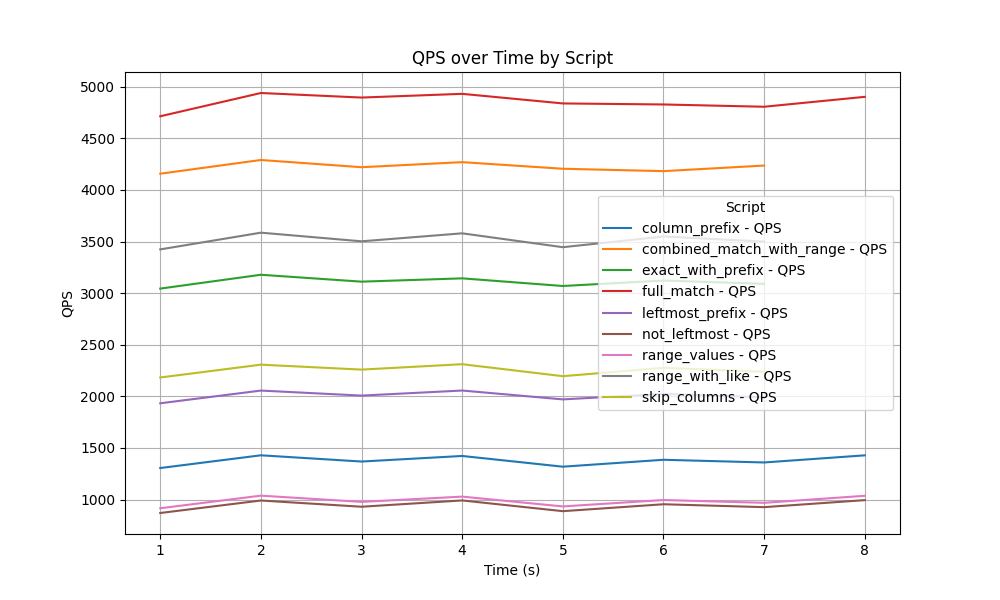 QPS over Time by Script
5000
4500
4000
3500
3000
2500
2000
1500
1000
QPS
Script
column_prefix - QPS
combined_match_with_range - QPS
exact_with_prefix - QPS
full_match - QPS
leftmost_prefix - QPS
not_leftmost - QPS
range_values - QPS
range_with_like - QPS
skip_columns - QPS
1 2 3 4 5 6 7 8
Time (s)